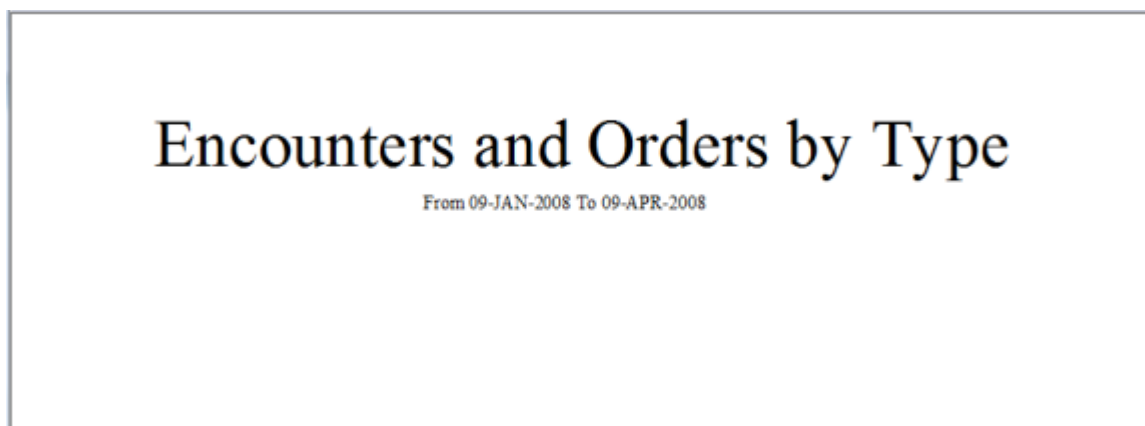 Encounters and Orders by Type
From 09-JAN-2008 To 09-APR-2008